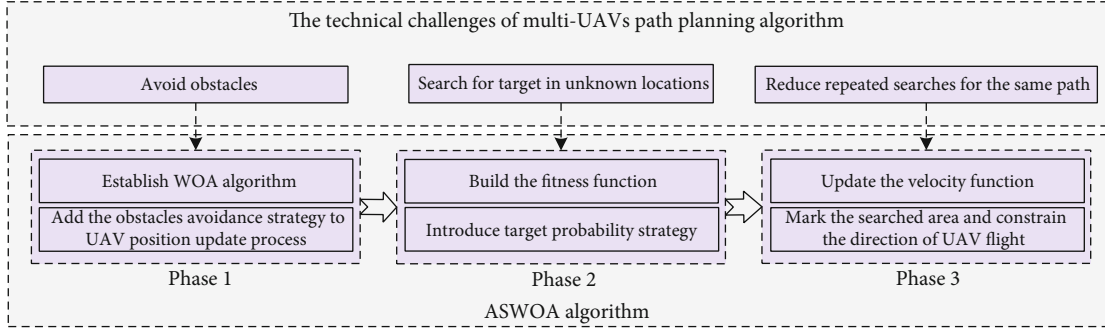 The technical challenges of multi-UAVs path planning algorithm
Avoid obstacles
Search for target in unknown locations
Reduce repeated searches for the same path
Establish WOA algorithm
Add the obstacles avoidance strategy to
UAV position update process
Phase 1
Build the fitness function
Introduce target probability strategy
Phase 2
Update the velocity function
Mark the searched area and constrain
the direction of UAV flight
Phase 3
ASWOA algorithm